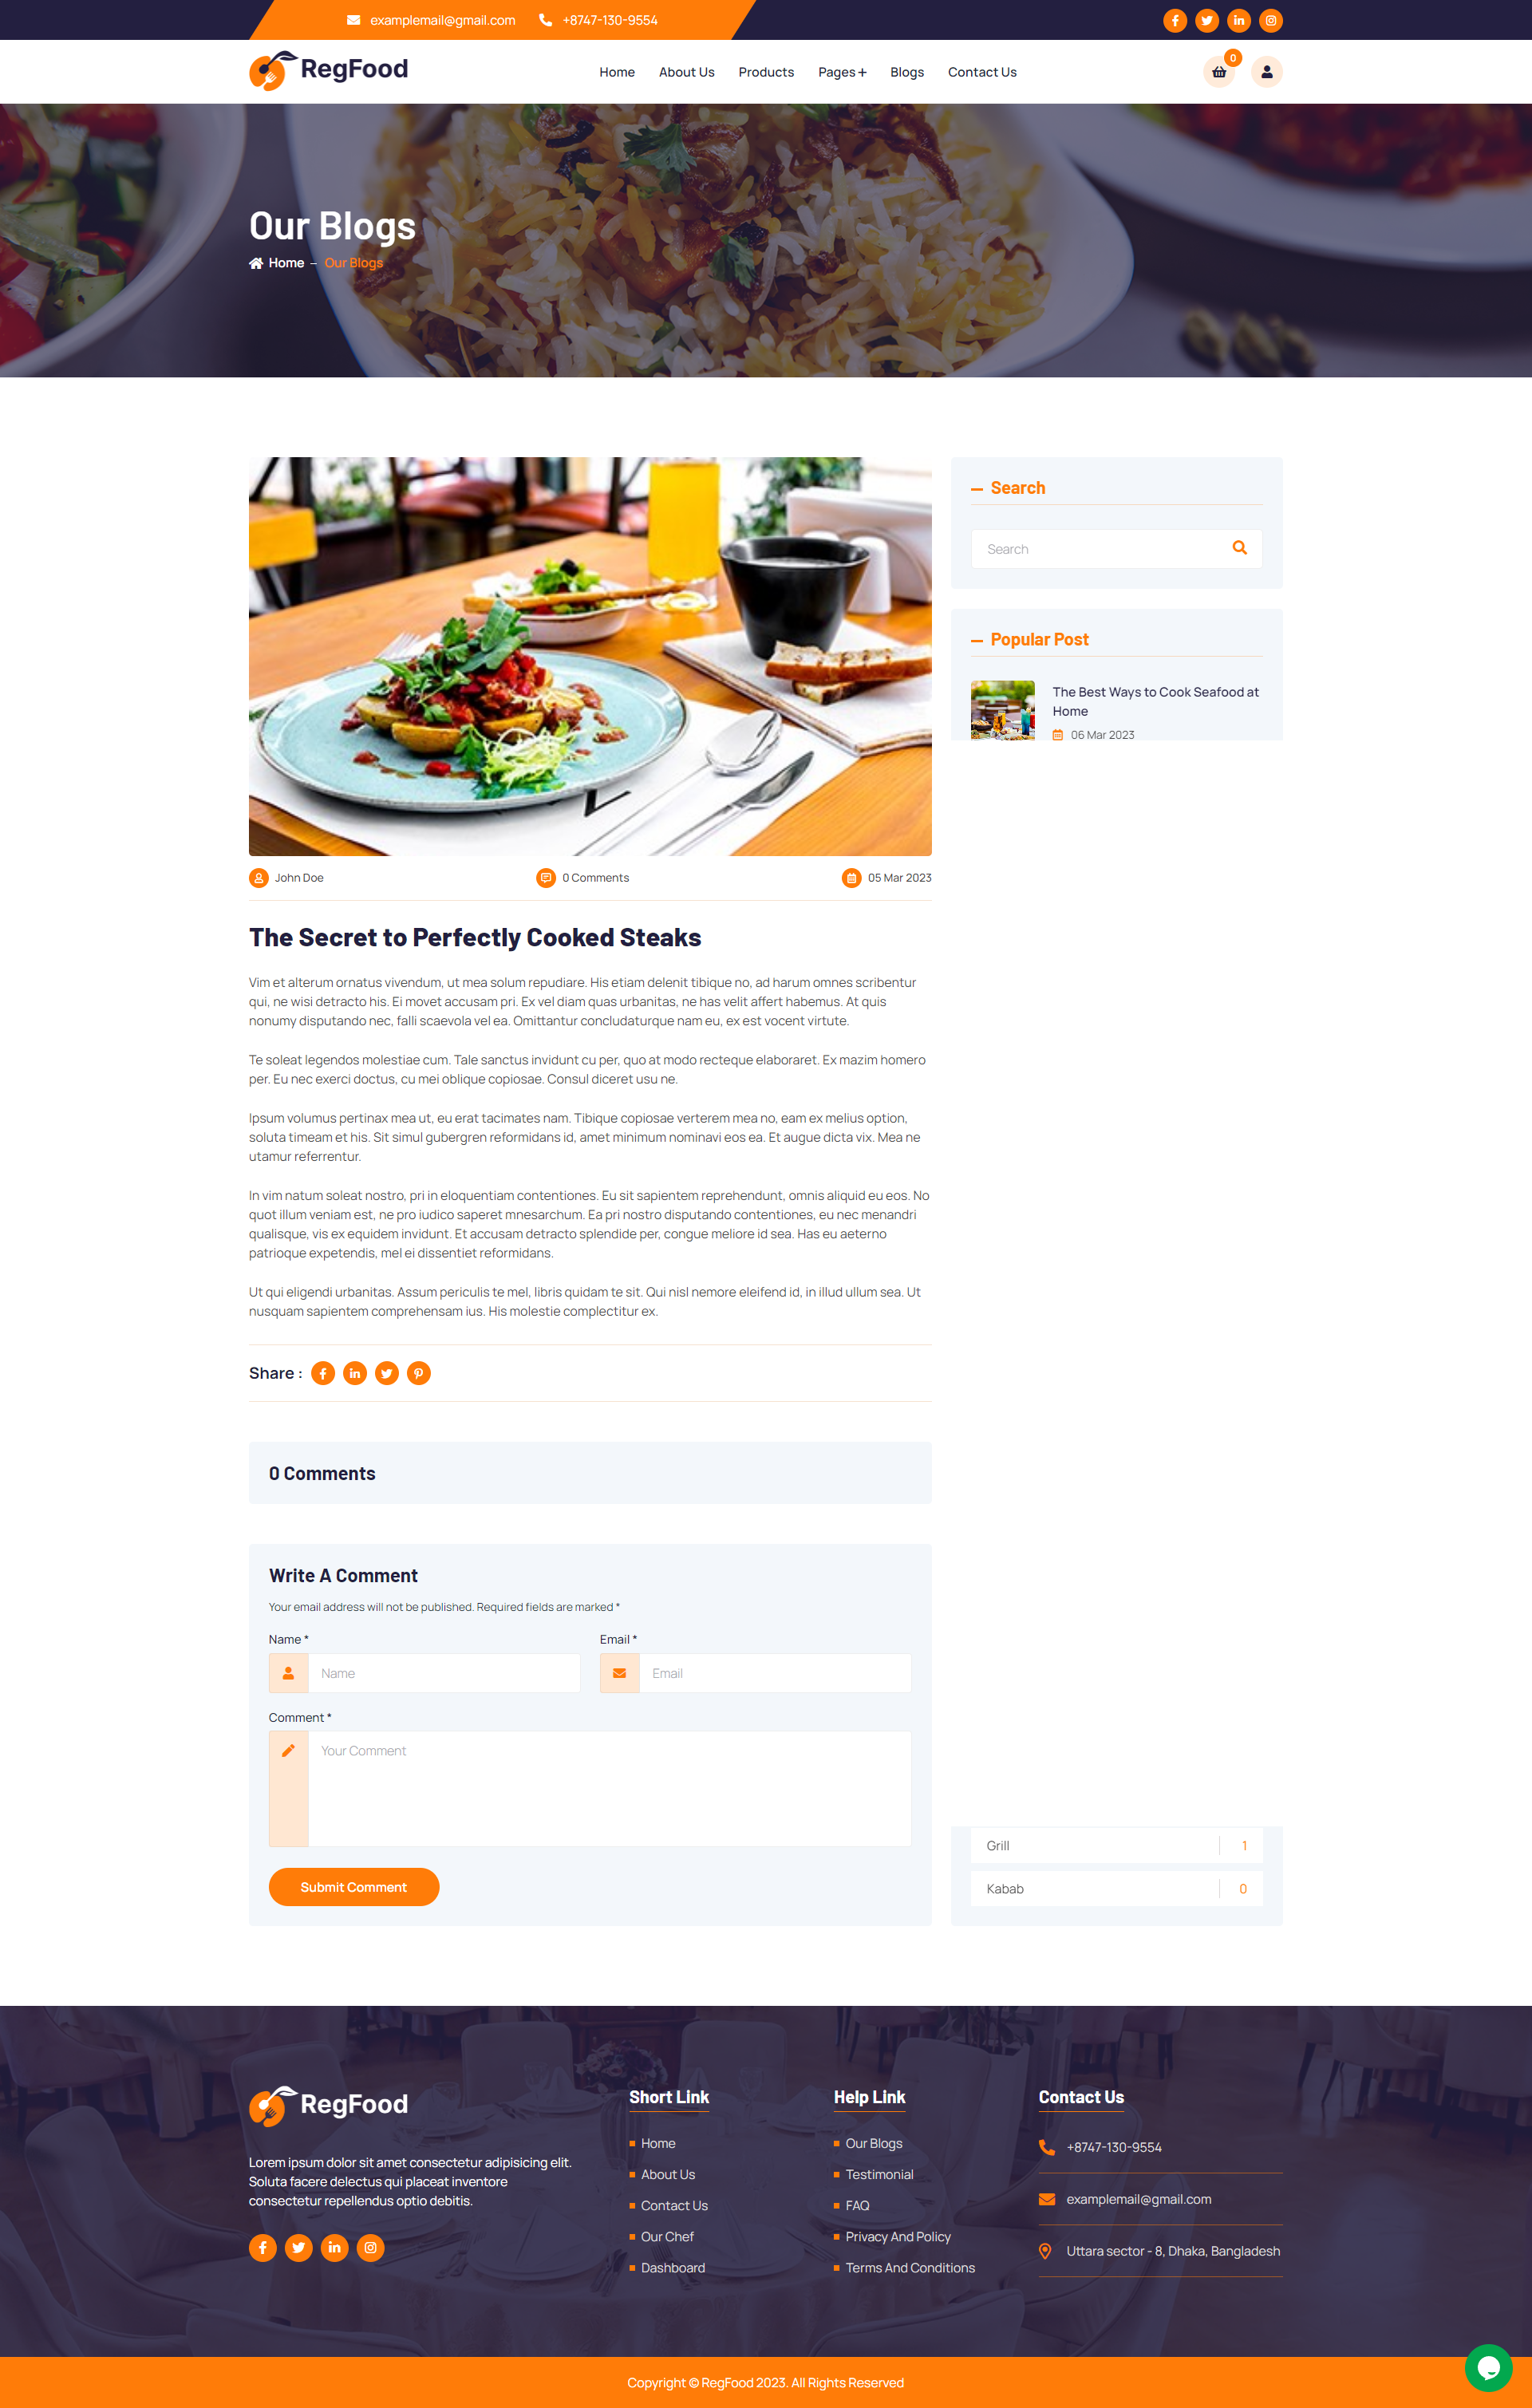 examplemail@gmail.com +8747-130-9554
RegFood
Home About Us Products Pages + Blogs Contact Us
0
Our Blogs
Home – Our Blogs
John Doe 0 Comments 05 Mar 2023
The Secret to Perfectly Cooked Steaks
Vim et alterum ornatus vivendum, ut mea solum repudiare. His etiam delenit tibique no, ad harum omnes scribentur
qui, ne wisi detracto his. Ei movet accusam pri. Ex vel diam quas urbanitas, ne has velit affert habemus. At quis
nonumy disputando nec, falli scaevola vel ea. Omittantur concludaturque nam eu, ex est vocent virtute.
Te soleat legendos molestiae cum. Tale sanctus invidunt cu per, quo at modo recteque elaboraret. Ex mazim homero
per. Eu nec exerci doctus, cu mei oblique copiosae. Consul diceret usu ne.
Ipsum volumus pertinax mea ut, eu erat tacimates nam. Tibique copiosae verterem mea no, eam ex melius option,
soluta timeam et his. Sit simul gubergren reformidans id, amet minimum nominavi eos ea. Et augue dicta vix. Mea ne
utamur referrentur.
In vim natum soleat nostro, pri in eloquentiam contentiones. Eu sit sapientem reprehendunt, omnis aliquid eu eos. No
quot illum veniam est, ne pro iudico saperet mnesarchum. Ea pri nostro disputando contentiones, eu nec menandri
qualisque, vis ex equidem invidunt. Et accusam detracto splendide per, congue meliore id sea. Has eu aeterno
patrioque expetendis, mel ei dissentiet reformidans.
Ut qui eligendi urbanitas. Assum periculis te mel, libris quidam te sit. Qui nisl nemore eleifend id, in illud ullum sea. Ut
nusquam sapientem comprehensam ius. His molestie complectitur ex.
Share :
0 Comments
Write A Comment
Your email address will not be published. Required fields are marked *
Name * Email *
Name Email
Comment *
Your Comment
Submit Comment
Search
Search
Popular Post
The Best Ways to Cook Seafood at
Home
06 Mar 2023
Grill 1
Kabab 0
RegFood
Lorem ipsum dolor sit amet consectetur adipisicing elit.
Soluta facere delectus qui placeat inventore
consectetur repellendus optio debitis.
Short Link
Home
About Us
Contact Us
Our Chef
Dashboard
Help Link
Our Blogs
Testimonial
FAQ
Privacy And Policy
Terms And Conditions
Contact Us
+8747-130-9554
examplemail@gmail.com
Uttara sector - 8, Dhaka, Bangladesh
Copyright © RegFood 2023. All Rights Reserved